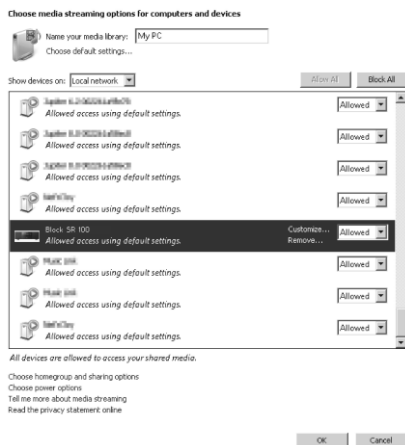 Choose media streaming options for computers and devices
Name your media library: My PC
Choose default settings...
Show devices on: Local network
Allow All
Block All
Allowed
Allowed access using default settings.
Allowed
Allowed access using default settings.
Allowed
Allowed access using default settings.
Allowed
Allowed access using default settings.
Block SR 100
Customize...
Allowed
Allowed access using default settings.
Remove...
Allowed
Allowed access using default settings.
Allowed
Allowed access using default settings.
Allowed
Allowed access using default settings.
All devices are allowed to access your shared media.
Choose homegroup and sharing options
Choose power options
Tell me more about media streaming
Read the privacy statement online
OK
Cancel